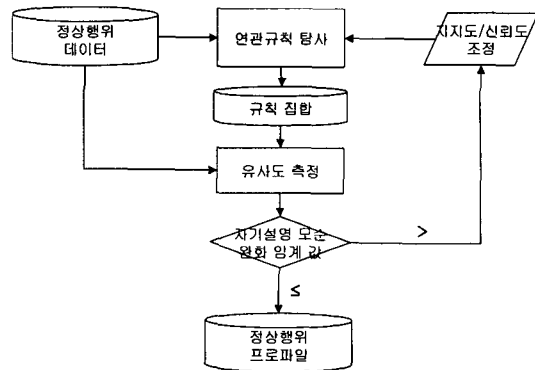 정상행위
데이터
연관규칙 탐사
지지도/신뢰도
조정
규칙 집합
유사도 측정
자기설명 모순
완화 임계 값
>
≤
정상행위
프로파일